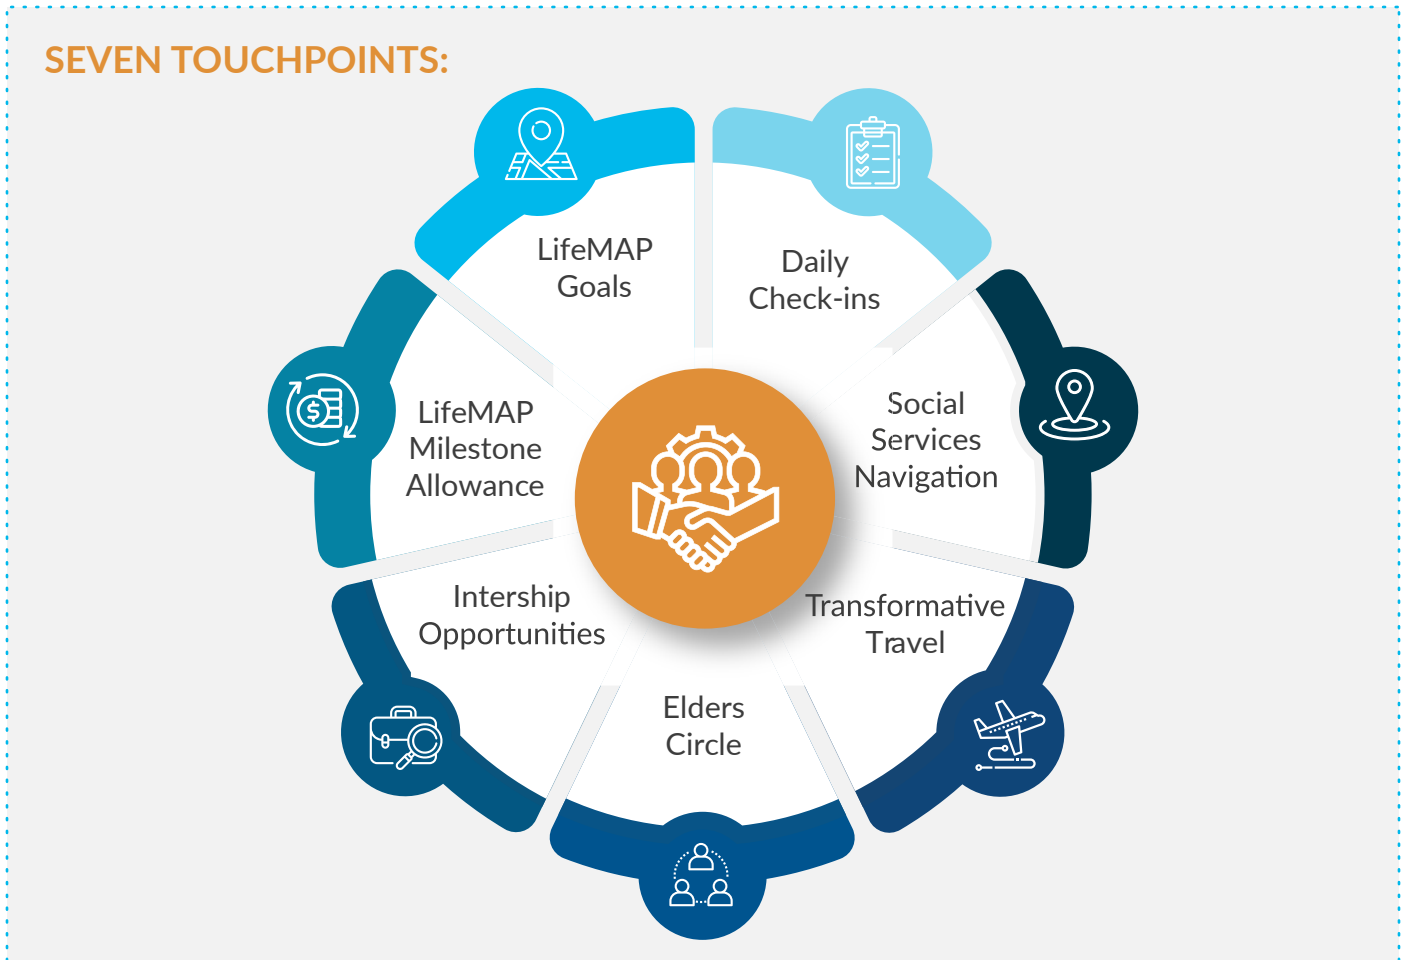 SEVEN TOUCHPOINTS:
LifeMAP
Goals
Daily
Check-ins
Social
Services
Navigation
Transformative
Travel
Elders
Circle
Intership
Opportunities
LifeMAP
Milestone
Allowance
$